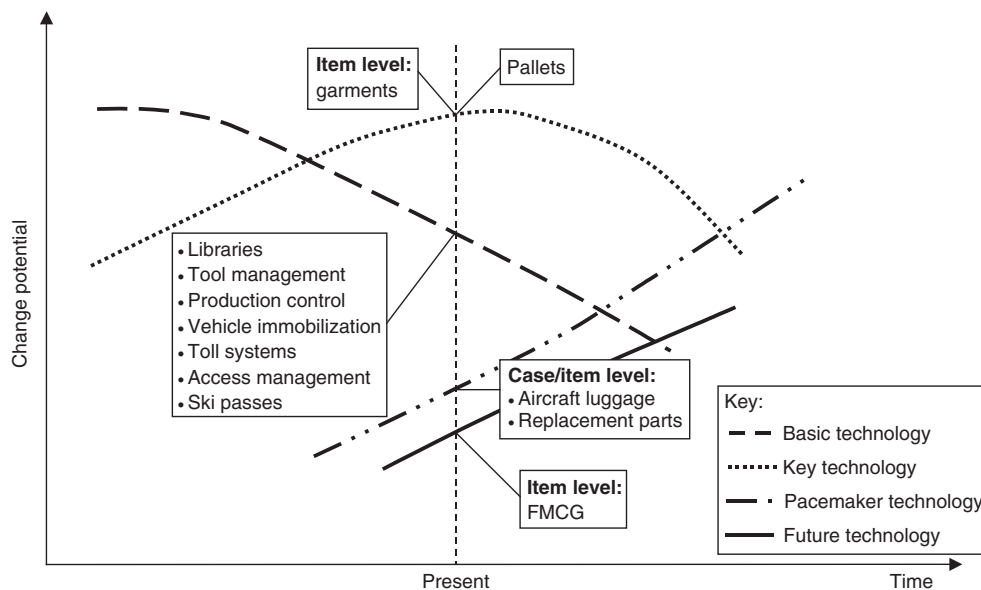 Change potential
Item level:
garments
Pallets
• Libraries
• Tool management
• Production control
• Vehicle immobilization
• Toll systems
• Access management
• Ski passes
Case/item level:
• Aircraft luggage
• Replacement parts
Item level:
FMCG
Key:
Basic technology
Key technology
Pacemaker technology
Future technology
Present
Time